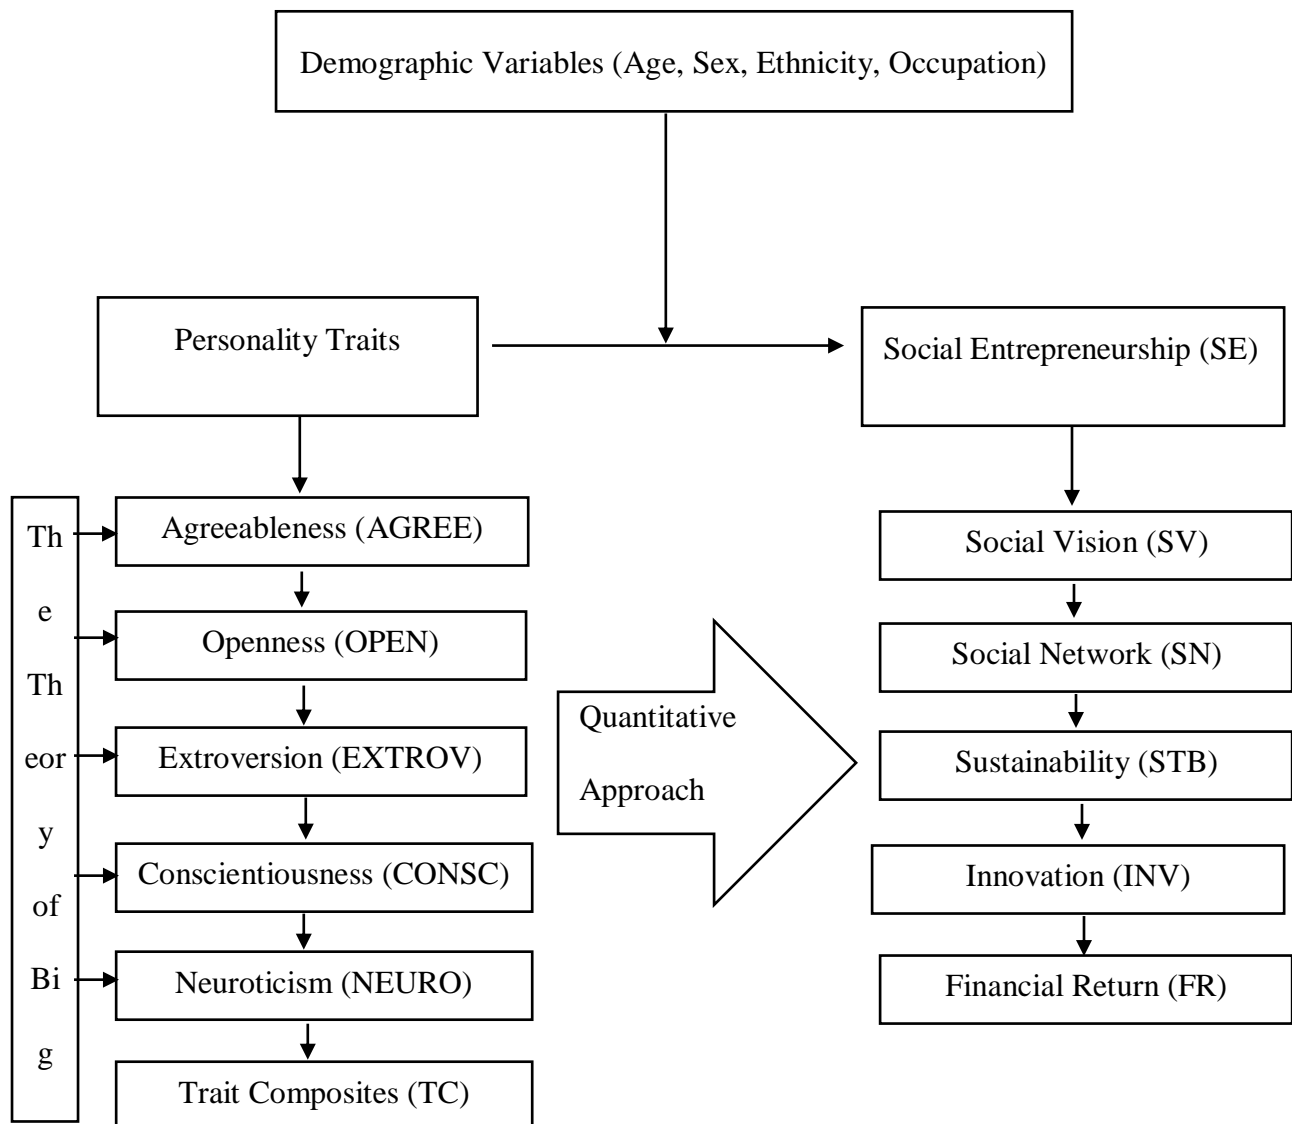 Demographic Variables (Age, Sex, Ethnicity, Occupation)
Personality Traits
Social Entrepreneurship (SE)
Th
e
Th
eor
y
of
Bi
g
Agreeableness (AGREE)
Openness (OPEN)
Extroversion (EXTROV)
Conscientiousness (CONSC)
Neuroticism (NEURO)
Trait Composites (TC)
Quantitative
Approach
Social Vision (SV)
Social Network (SN)
Sustainability (STB)
Innovation (INV)
Financial Return (FR)